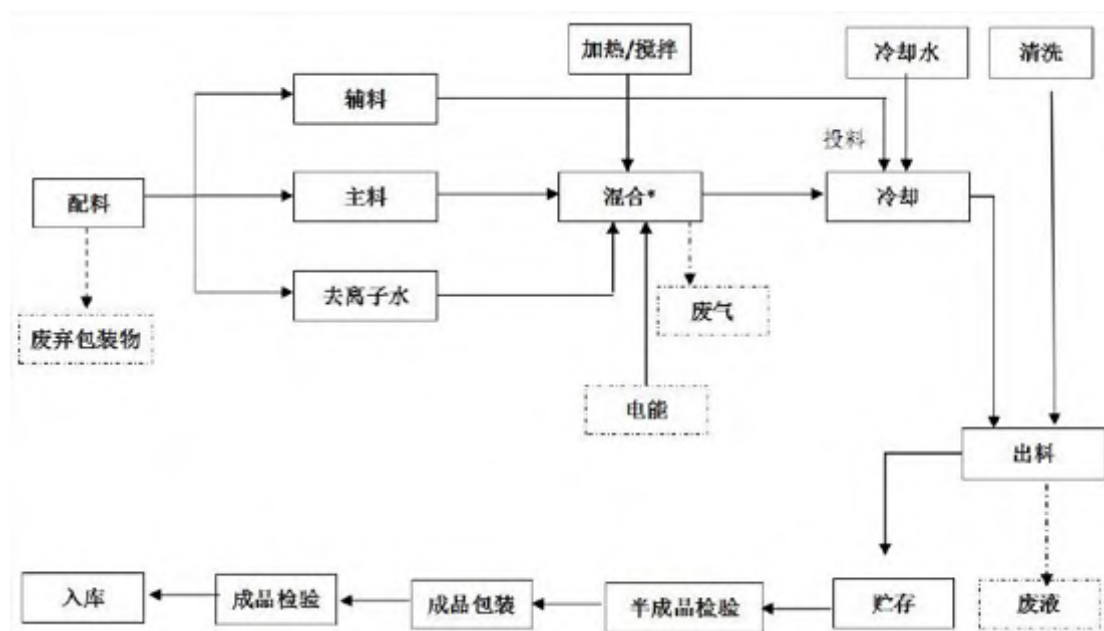 加热/搅拌
冷却水
清洗
辅料
投料
配料
主料
混合*
冷却
去离子水
废气
废弃包装物
电能
出料
入库
成品检验
成品包装
半成品检验
贮存
废液